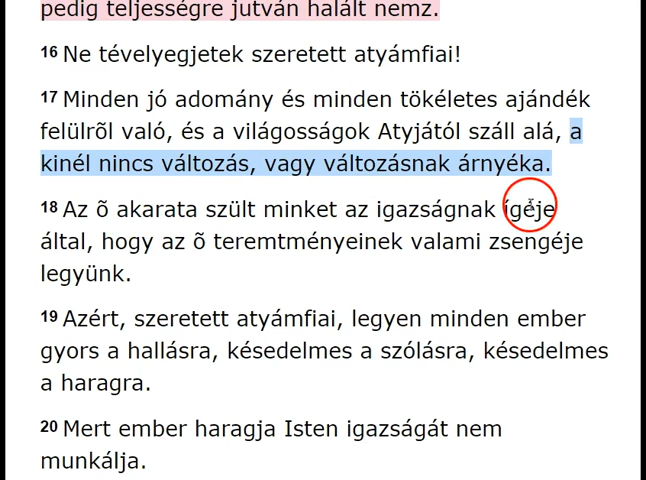 pedig teljességre jutván halált nemz.
16 Ne tévelyegjetek szeretett atyámfiai!
17 Minden jó adomány és minden tökéletes ajándék
felülrõl való, és a világosságok Atyjától száll alá, a
kinél nincs változás, vagy változásnak árnyéka.
18 Az õ akarata szült minket az igazságnak ígéje
által, hogy az õ teremtményeinek valami zsengéje
legyünk.
19 Azért, szeretett atyámfiai, legyen minden ember
gyors a hallásra, késedelmes a szólásra, késedelmes
a haragra.
20 Mert ember haragja Isten igazságát nem
munkálja.